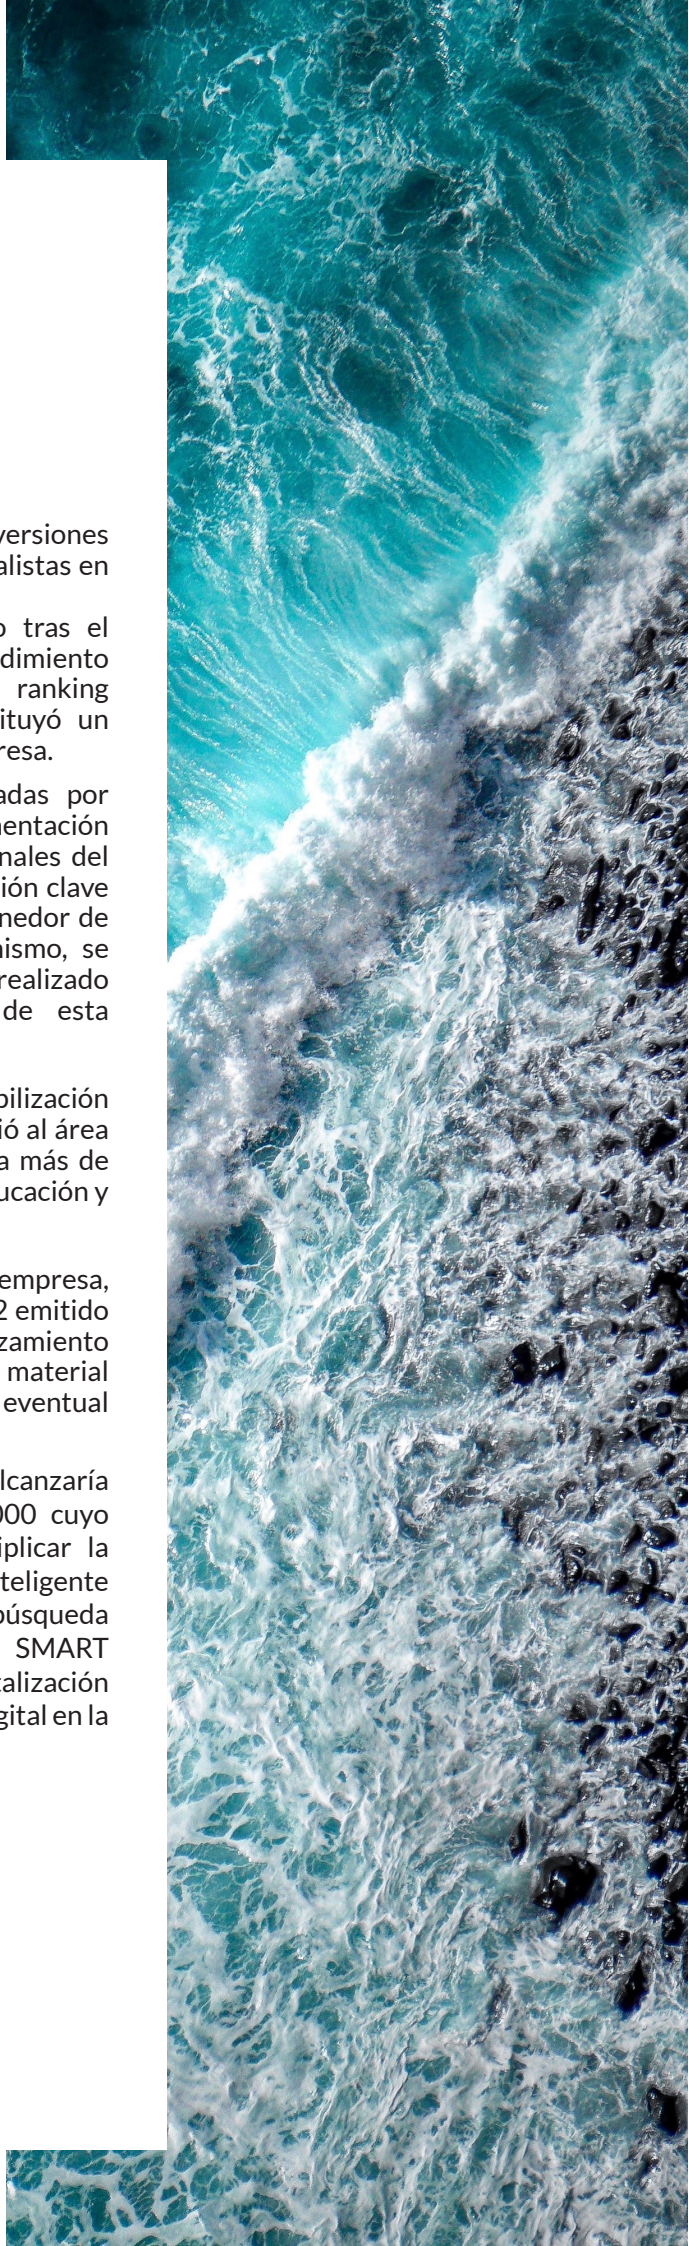 versiones
alistas en
o tras el
dimiento
ranking
ituyó un
resa.
adas por
nentación
nales del
ión clave
nedor de
nismo, se
realizado
de esta
bilización
ió al área
a más de
ucación y
empresa,
2 emitido
zamiento
material
eventual
lcanzaría
000 cuyo
iplicar la
teligente
búsqueda
SMART
talización
gital en la